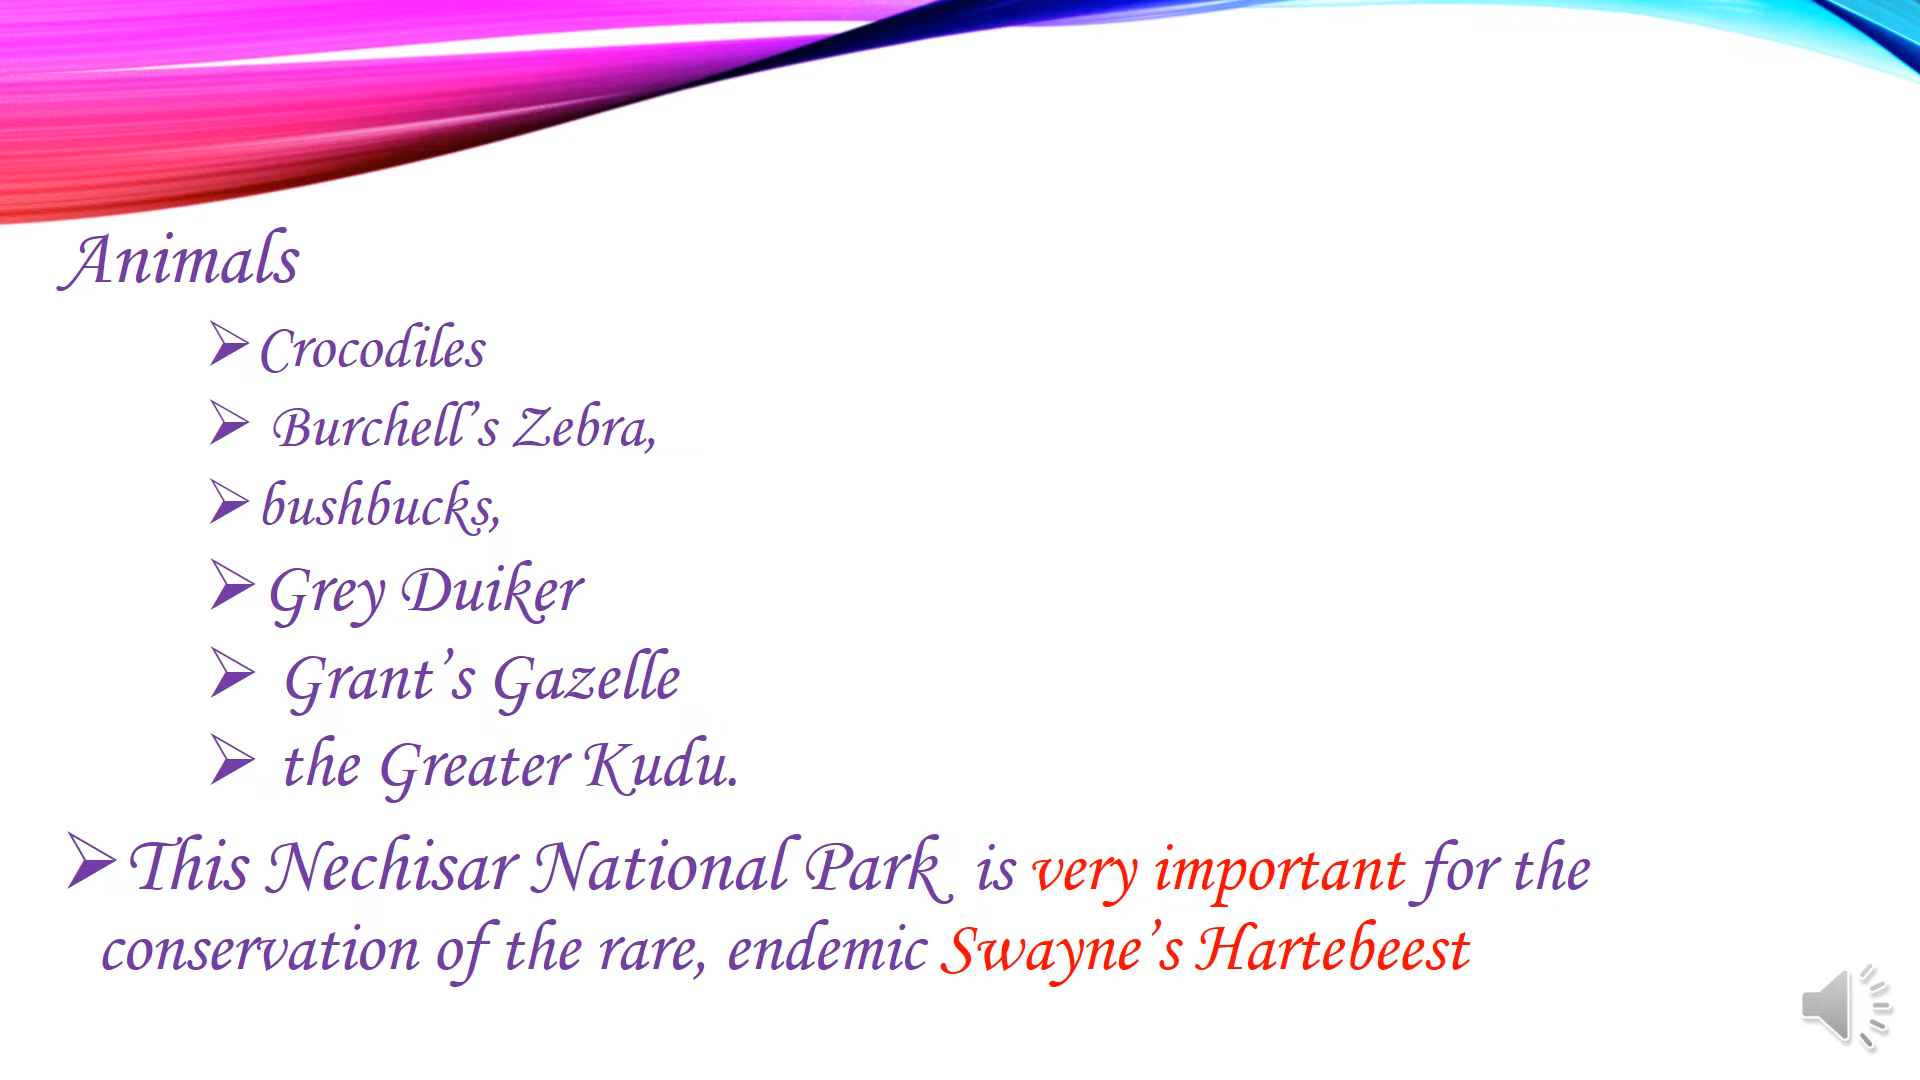 Animals
➢Crocodiles
➢ Burchell’s Zebra,
➢bushbucks,
➢Grey Duiker
➢ Grant’s Gazelle
➢ the Greater Kudu.
➢This Nechisar National Park is very important for the
conservation of the rare, endemic Swayne’s Hartebeest